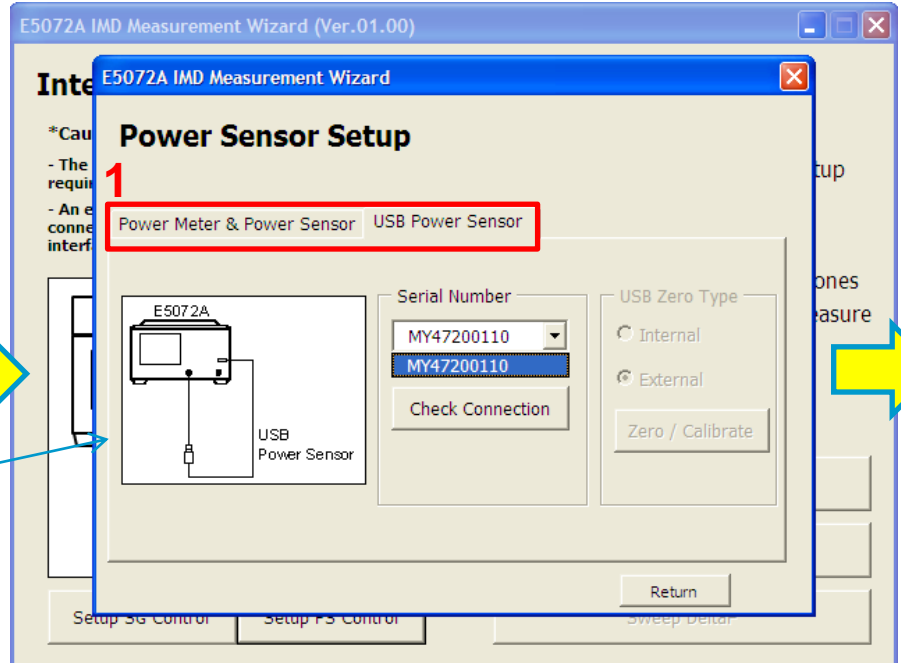 E5072A IMD Measurement Wizard (Ver.01.00)
Inte
E5072A IMD Measurement Wizard
*Cau
Power Sensor Setup
- The
requir
1
tup
- An e
conne
interf
Power Meter & Power Sensor USB Power Sensor
ones
easure
E5072A
USB
Power Sensor
Serial Number
MY47200110
MY47200110
Check Connection
USB Zero Type
Internal
External
Zero / Calibrate
Return
Setup SG Control Setup PS Control Sweep DeltaF